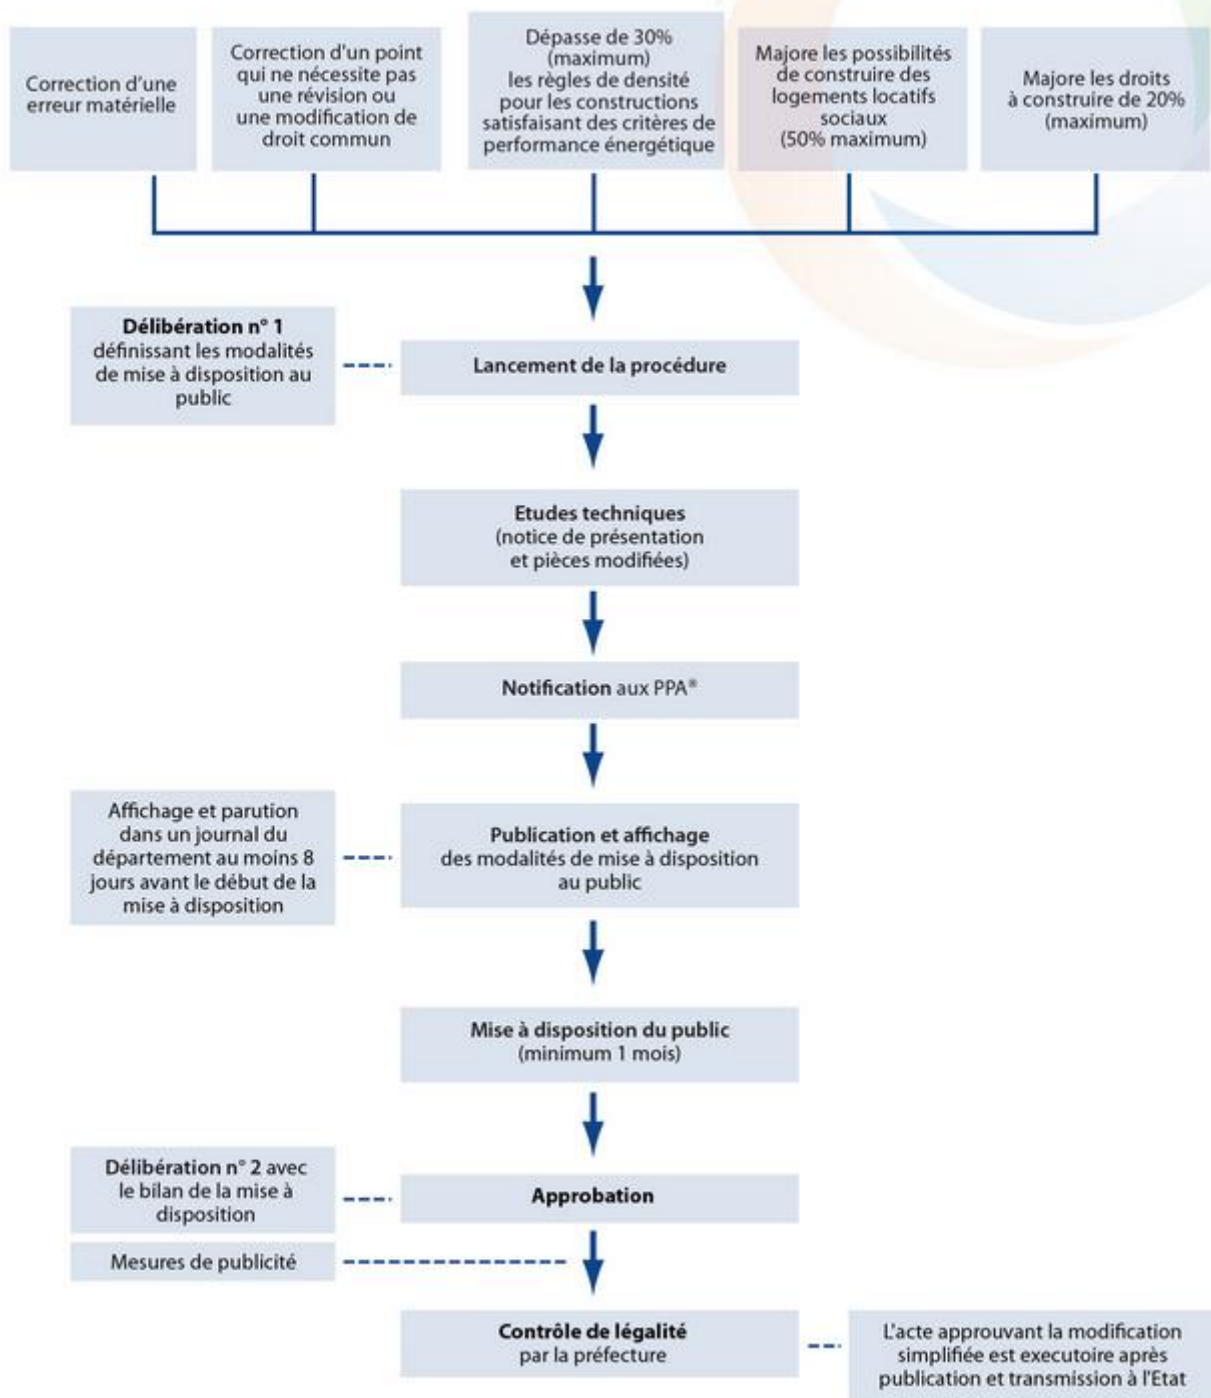 Correction d'une
erreur matérielle
Correction d'un point
qui ne nécessite pas
une révision ou
une modification de
droit commun
Dépasse de 30%
(maximum)
les règles de densité
pour les constructions
satisfaisant des critères de
performance énergétique
Majore les possibilités
de construire des
logements locatifs
sociaux
(50% maximum)
Majore les droits
à construire de 20%
(maximum)
Délibération n° 1
définissant les modalités
de mise à disposition au
public
Lancement de la procédure
Etudes techniques
(notice de présentation
et pièces modifiées)
Notification aux PPA®
Affichage et parution
dans un journal du
département au moins 8
jours avant le début de la
mise à disposition
Publication et affichage
des modalités de mise à disposition
au public
Mise à disposition du public
(minimum 1 mois)
Délibération n° 2 avec
le bilan de la mise à
disposition
Approbation
Mesures de publicité
Contrôle de légalité
par la préfecture
L'acte approuvant la modification
simplifiée est executoire après
publication et transmission à l'Etat